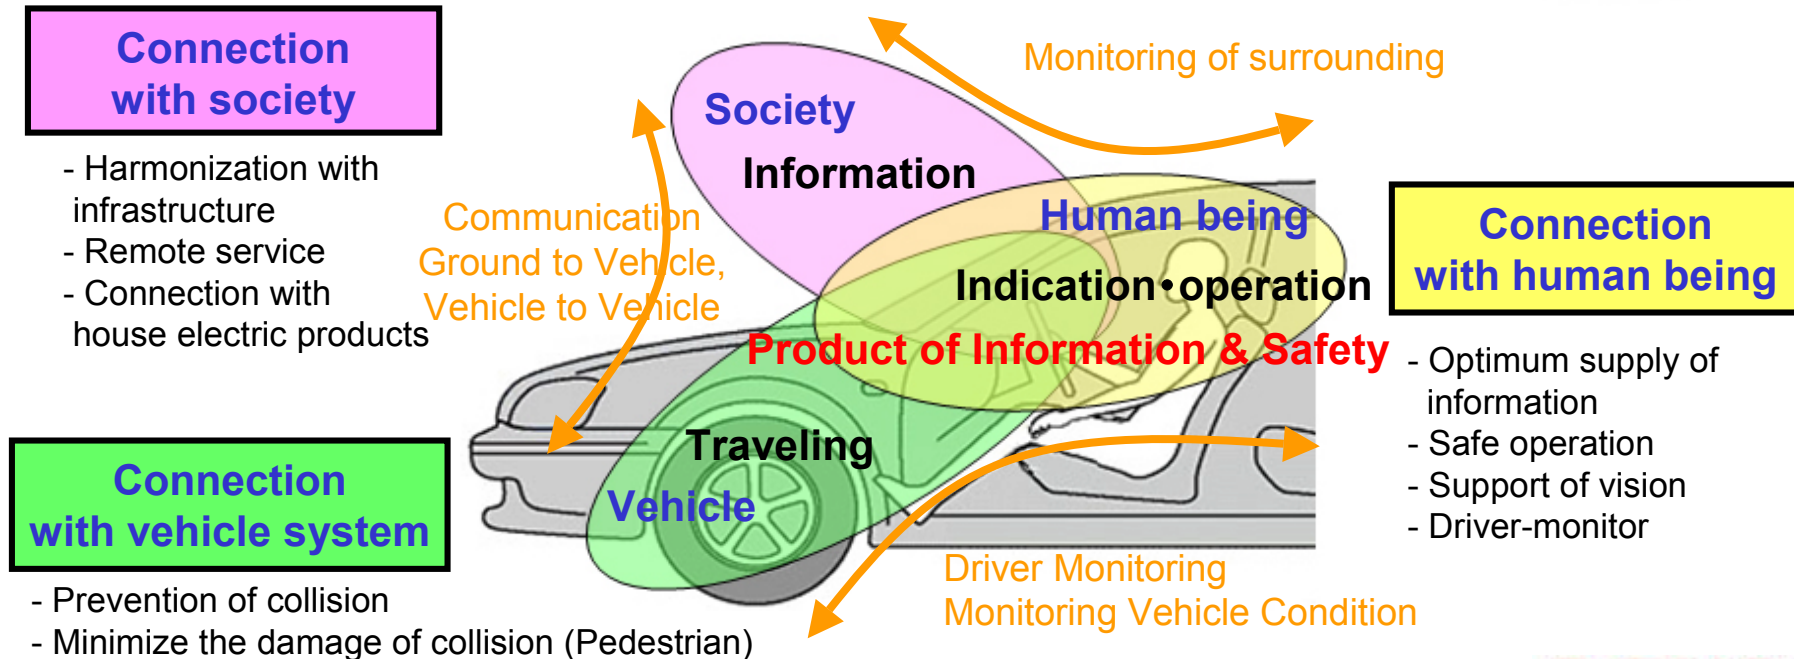 Connection
with society
- Harmonization with
infrastructure
- Remote service
- Connection with
house electric products
Monitoring of surrounding
Society
Information
Communication
Ground to Vehicle,
Vehicle to Vehicle
Human being
Indication•operation
Product of Information & Safety
Connection
with human being
- Optimum supply of
information
- Safe operation
- Support of vision
- Driver-monitor
Traveling
Vehicle
Connection
with vehicle system
- Prevention of collision
- Minimize the damage of collision (Pedestrian)
Driver Monitoring
Monitoring Vehicle Condition